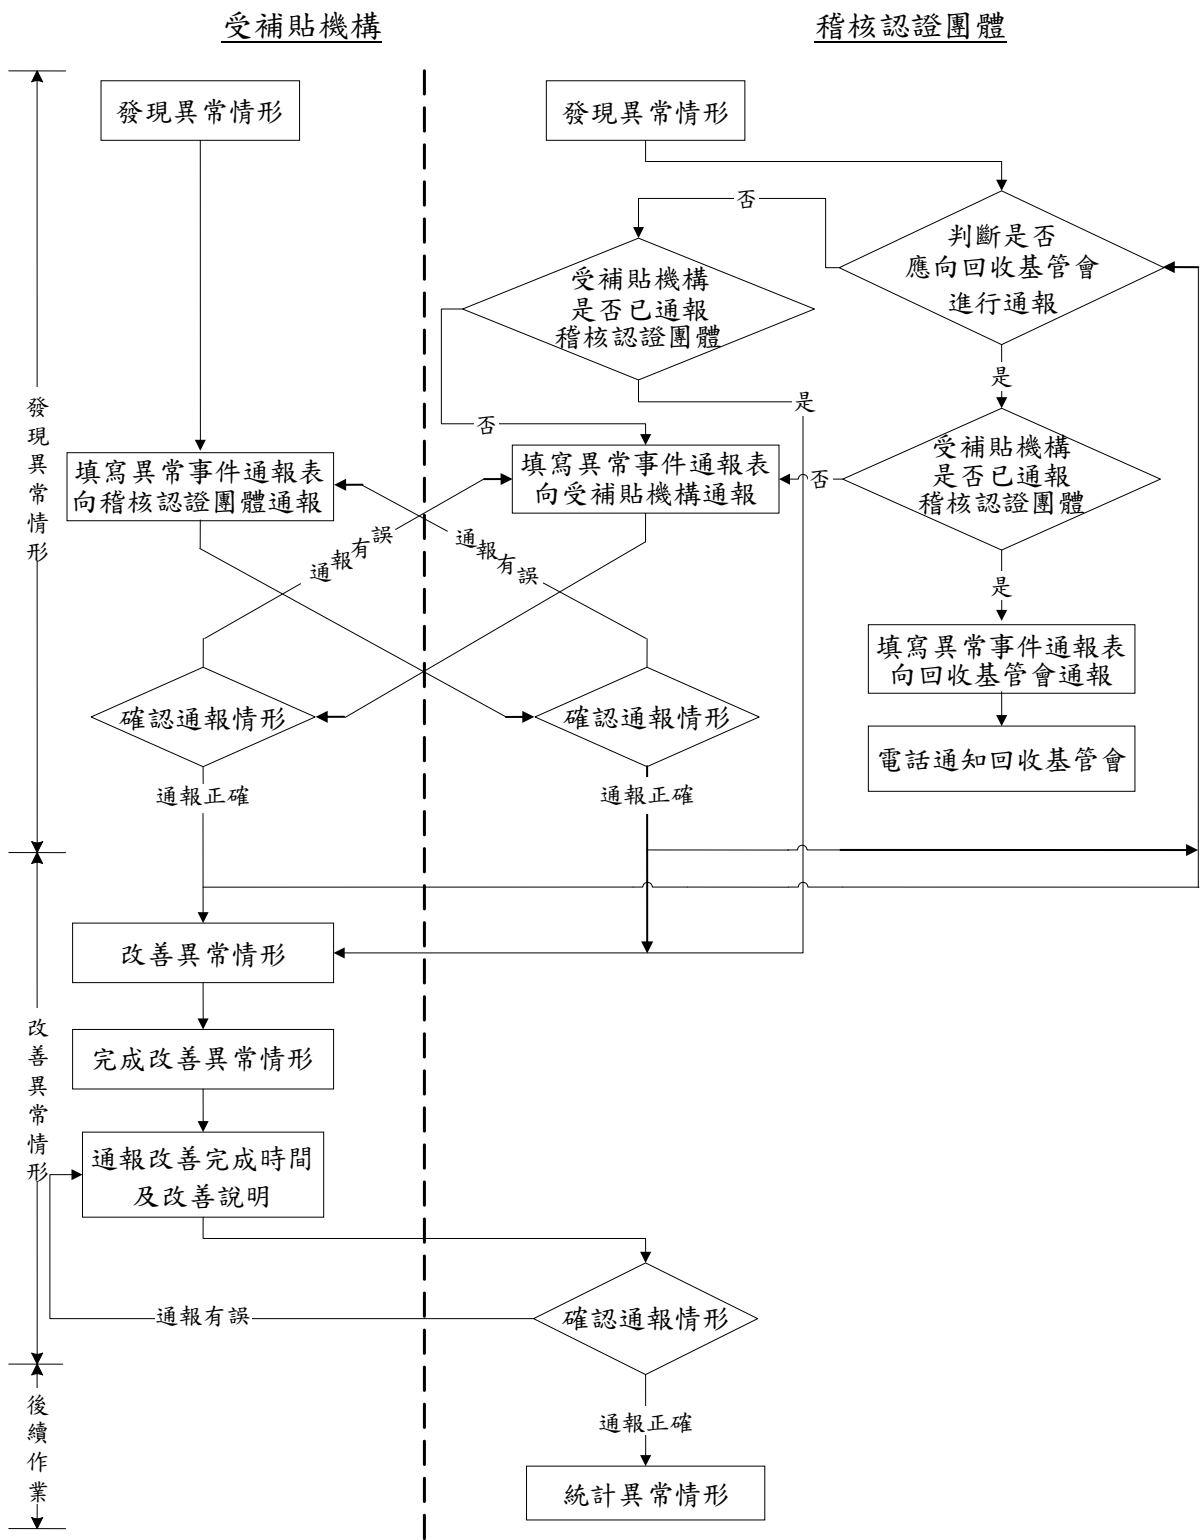 受補貼機構
稽核認證團體
發現異常情形
發現異常情形
否
判斷是否
應向回收基管會
進行通報
受補貼機構
是否已通報
稽核認證團體
是
是
否
發現異常情形
填寫異常事件通報表
向稽核認證團體通報
填寫異常事件通報表
向受補貼機構通報
否
受補貼機構
是否已通報
稽核認證團體
通報有誤
通報有誤
是
填寫異常事件通報表
向回收基管會通報
確認通報情形
確認通報情形
電話通知回收基管會
通報正確
通報正確
改善異常情形
改善異常情形
完成改善異常情形
通報改善完成時間
及改善說明
通報有誤
確認通報情形
後續作業
通報正確
統計異常情形